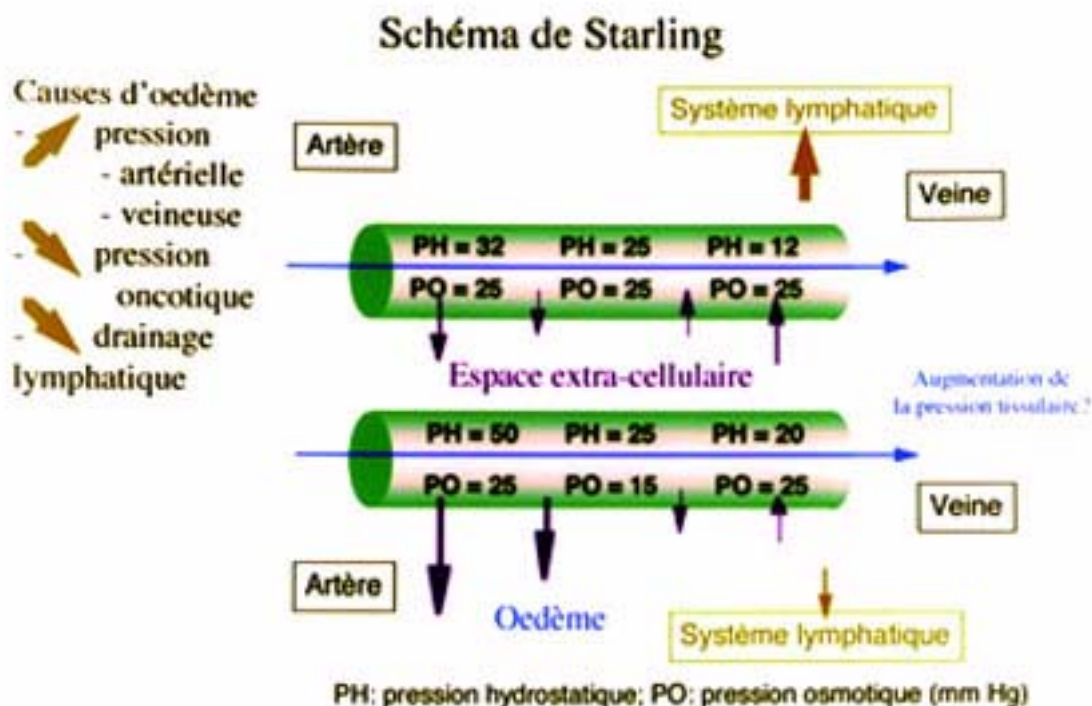 Schéma de Starling
Causes d'oedème
- pression
- artérielle
- veineuse
- pression
oncotique
- drainage
lymphatique
Artère
Système lymphatique
Veine
PH = 32 PH = 25 PH = 12
PO = 25 PO = 25 PO = 25
Espace extra-cellulaire
Augmentation de
la pression tissulaire
PH = 50 PH = 25 PH = 20
PO = 25 PO = 15 PO = 25
Veine
Artère
Oedème
Système lymphatique
PH: pression hydrostatique; PO: pression osmotique (mm Hg)